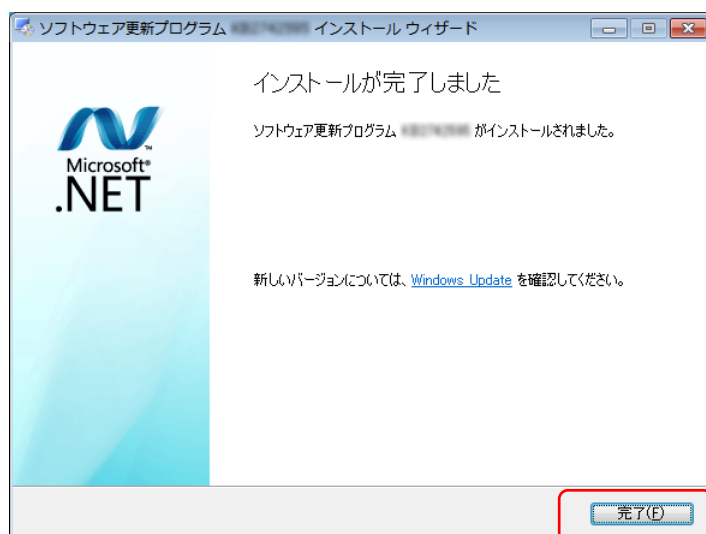 ソフトウェア更新プログラム インストール ウィザード
インストールが完了しました
ソフトウェア更新プログラム がインストールされました。
Microsoft®
.NET
新しいバージョンについては、Windows Update を確認してください。
完了(F)